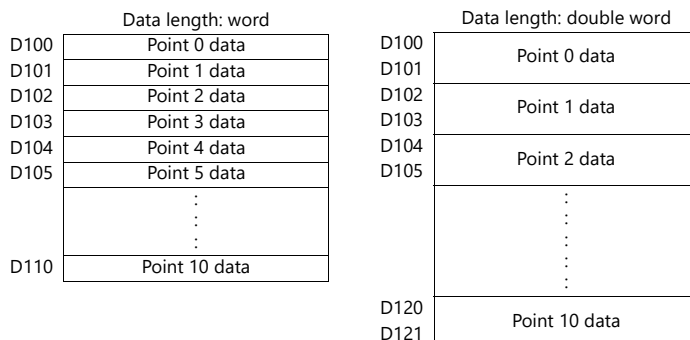 Data length: word
D100 Point 0 data
D101 Point 1 data
D102 Point 2 data
D103 Point 3 data
D104 Point 4 data
D105 Point 5 data
D110 Point 10 data
Data length: double word
D100
Point 0 data
D101
D102
Point 1 data
D103
D104
Point 2 data
D105
D120
Point 10 data
D121